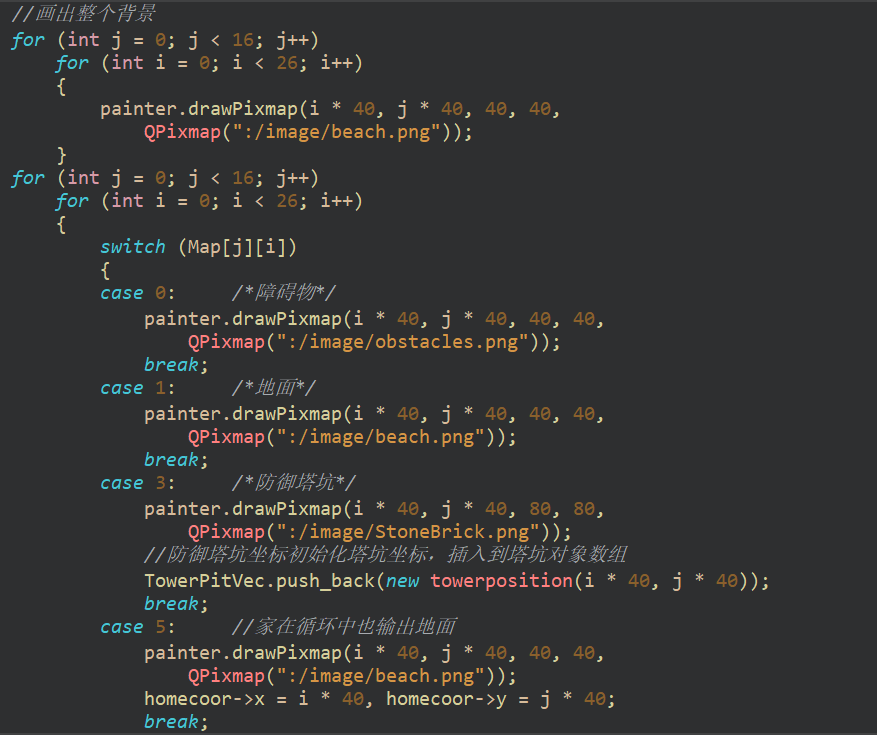 //画出整个背景
for (int j = 0; j < 16; j++)
    for (int i = 0; i < 26; i++)
    {
        painter.drawPixmap(i * 40, j * 40, 40, 40,
            QPixmap(":/image/beach.png"));
    }
for (int j = 0; j < 16; j++)
    for (int i = 0; i < 26; i++)
    {
        switch (Map[j][i])
        {
        case 0:     /*障碍物*/
            painter.drawPixmap(i * 40, j * 40, 40, 40,
                QPixmap(":/image/obstacles.png"));
            break;
        case 1:     /*地面*/
            painter.drawPixmap(i * 40, j * 40, 40, 40,
                QPixmap(":/image/beach.png"));
            break;
        case 3:     /*防御塔坑*/
            painter.drawPixmap(i * 40, j * 40, 80, 80,
                QPixmap(":/image/StoneBrick.png"));
            //防御塔坑坐标初始化塔坑坐标，插入到塔坑对象数组
            TowerPitVec.push_back(new towerposition(i * 40, j * 40));
            break;
        case 5:     //家在循环中也输出地面
            painter.drawPixmap(i * 40, j * 40, 40, 40,
                QPixmap(":/image/beach.png"));
            homecoor->x = i * 40, homecoor->y = j * 40;
            break;